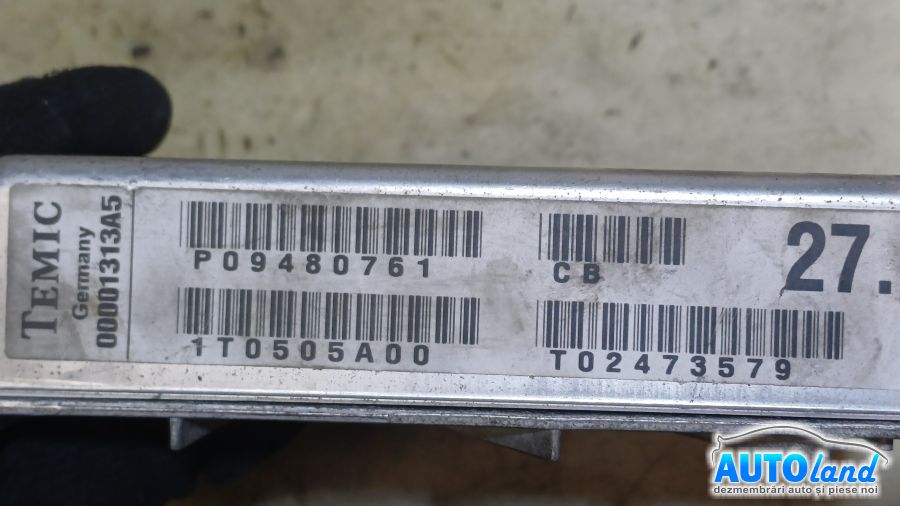 TEMIC
Germany
00001313A5
P09480761
CB
27.
1T0505A00
T02473579
AUTOland
dezmembrări auto și piese noi